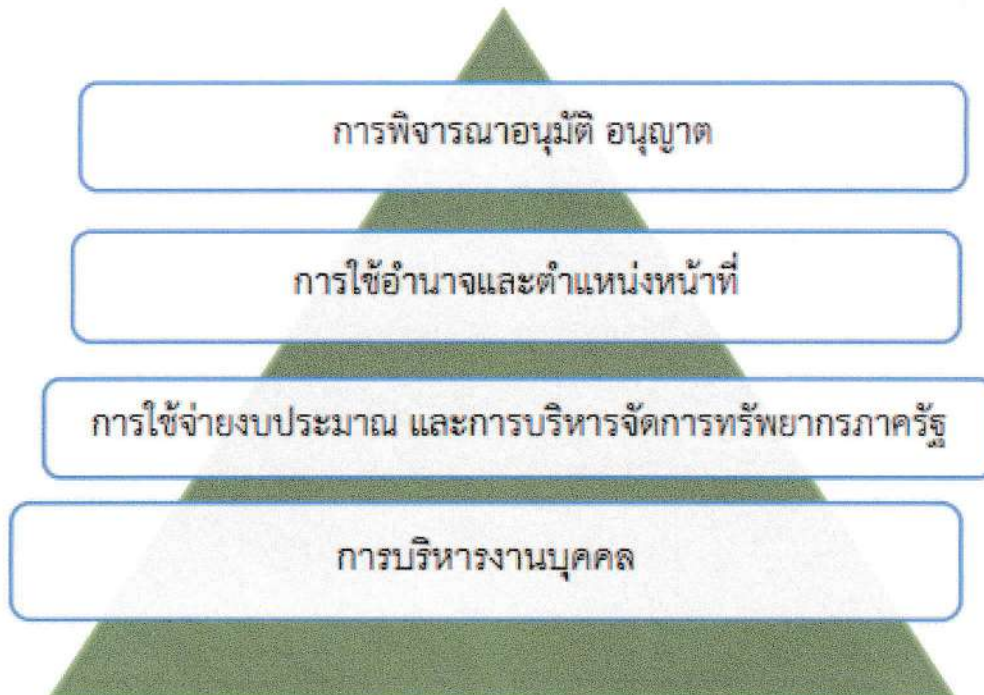 การพิจารณาอนุมัติ อนุญาต
การใช้อำนาจและตำแหน่งหน้าที่
การใช้จ่ายงบประมาณ และการบริหารจัดการทรัพยากรภาครัฐ
การบริหารงานบุคคล